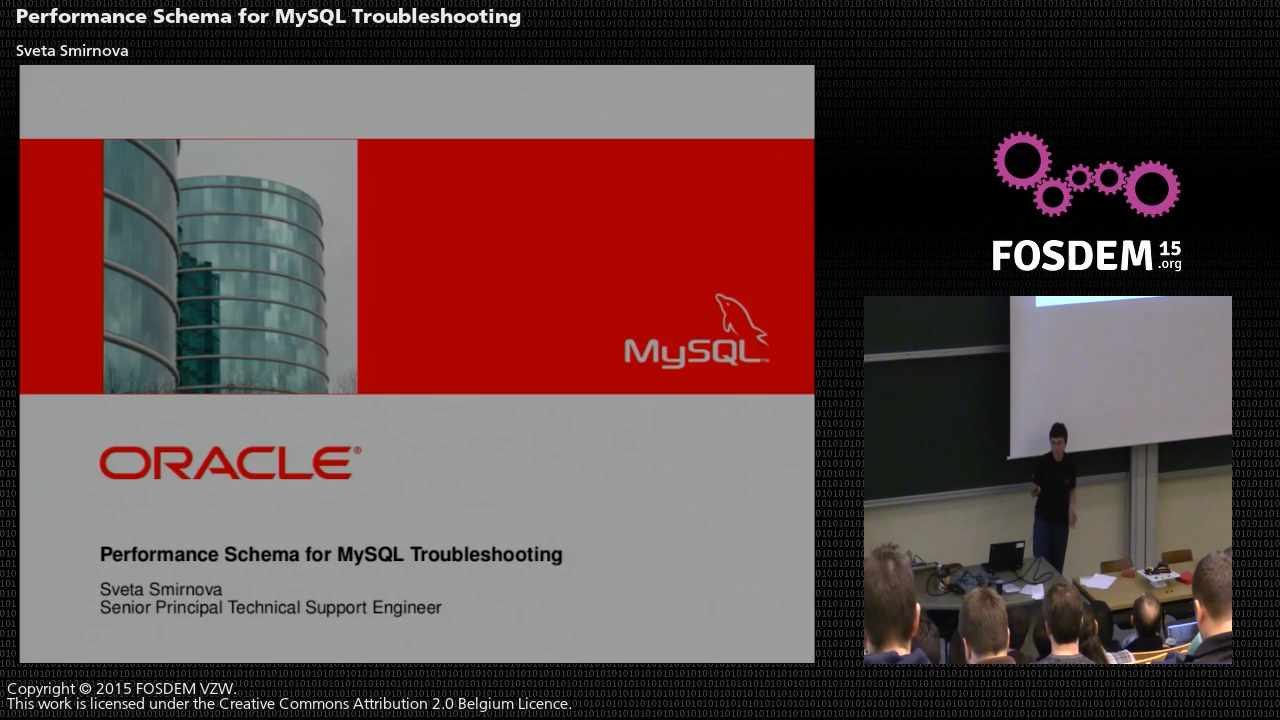 Performance Schema for MySQL Troubleshooting
Sveta Smirnova
MySQL™
ORACLE®
Performance Schema for MySQL Troubleshooting
Sveta Smirnova
Senior Principal Technical Support Engineer
FOSDEM 15
.org
Copyright © 2015 FOSDEM VZW.
This work is licensed under the Creative Commons Attribution 2.0 Belgium Licence.